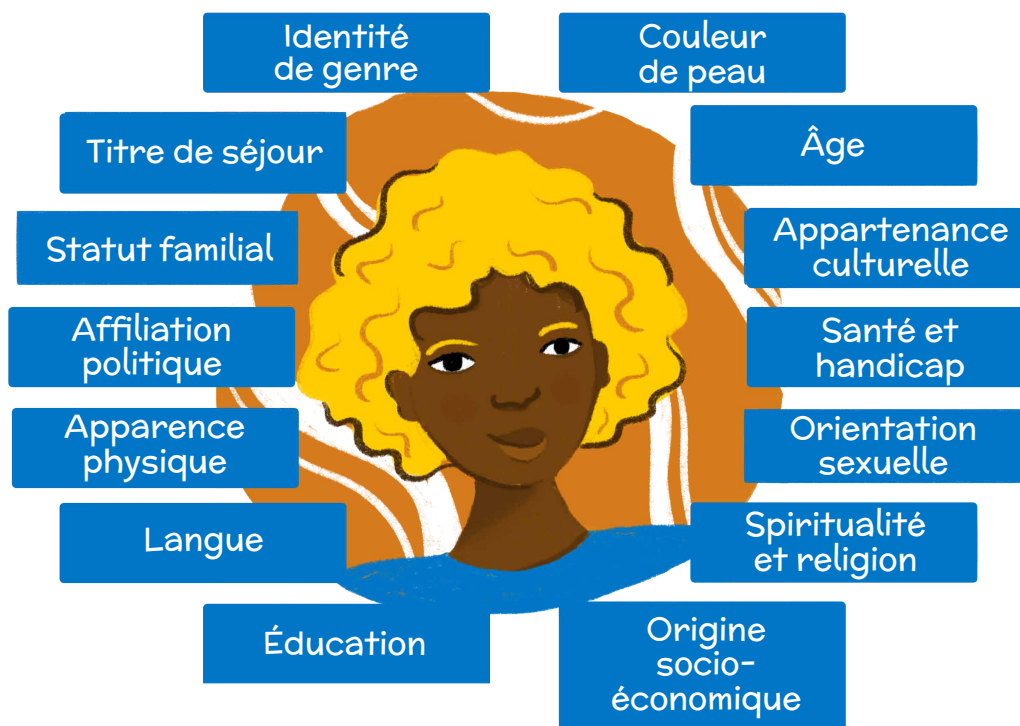 Identité
de genre
Couleur
de peau
Titre de séjour
Âge
Statut familial
Appartenance
culturelle
Affiliation
politique
Santé et
handicap
Apparence
physique
Orientation
sexuelle
Langue
Spiritualité
et religion
Éducation
Origine
socio-
économique